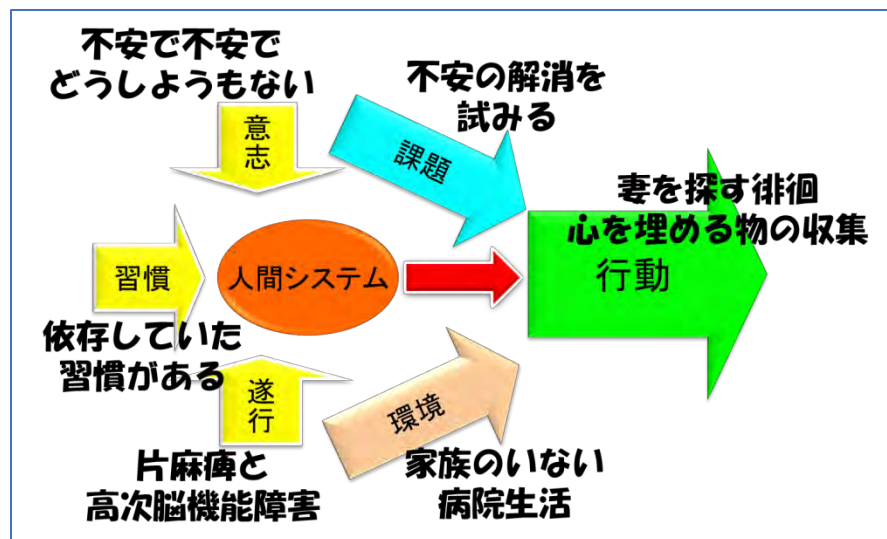 不安で不安で
どうしようもない
意志
不安の解消を
試みる
課題
妻を探す徘徊
心を埋める物の収集
行動
習慣
人間システム
依存していた
習慣がある
遂行
環境
片麻痺と
高次脳機能障害
家族のいない
病院生活